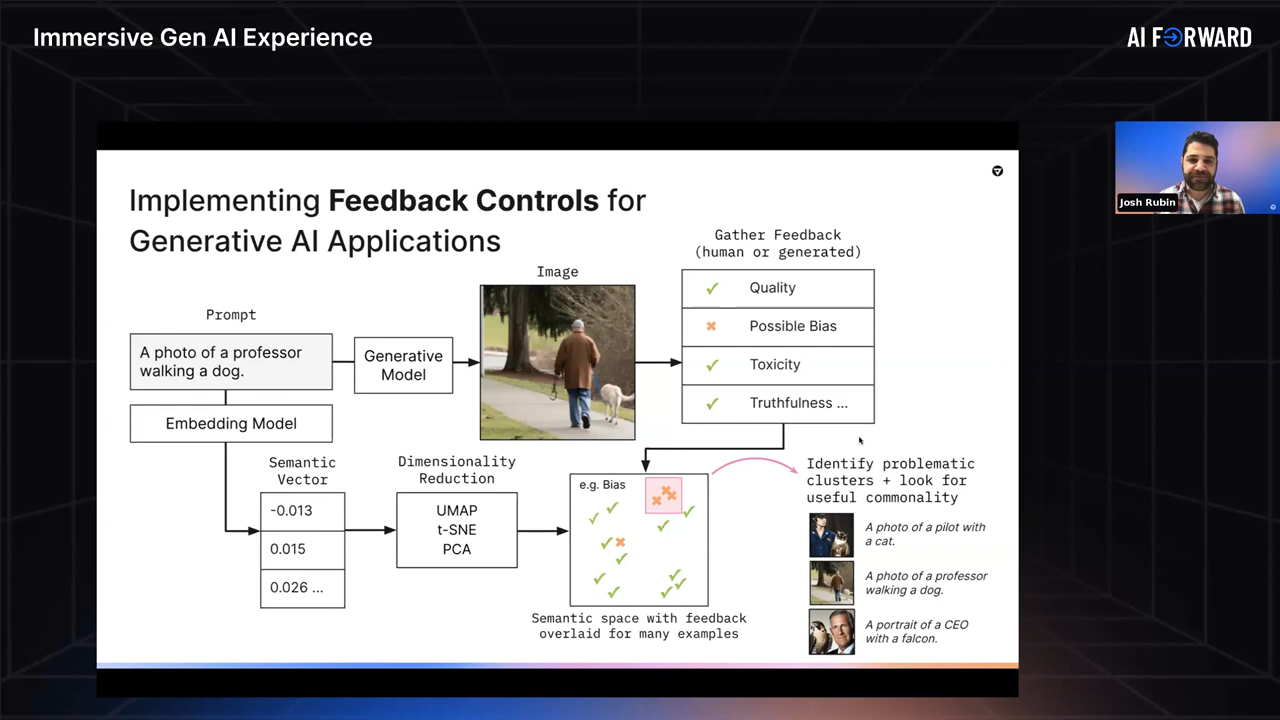 Immersive Gen AI Experience
AI FORWARD
Josh Rubin
Implementing Feedback Controls for
Generative AI Applications
Prompt
A photo of a professor
walking a dog.
Generative
Model
Image
Gather Feedback
(human or generated)
✓ Quality
✖ Possible Bias
✓ Toxicity
✓ Truthfulness ...
Embedding Model
Semantic
Vector
-0.013
0.015
0.026 ...
Dimensionality
Reduction
UMAP
t-SNE
PCA
e.g. Bias
Semantic space with feedback
overlaid for many examples
Identify problematic
clusters + look for
useful commonality
A photo of a pilot with
a cat.
A photo of a professor
walking a dog.
A portrait of a CEO
with a falcon.